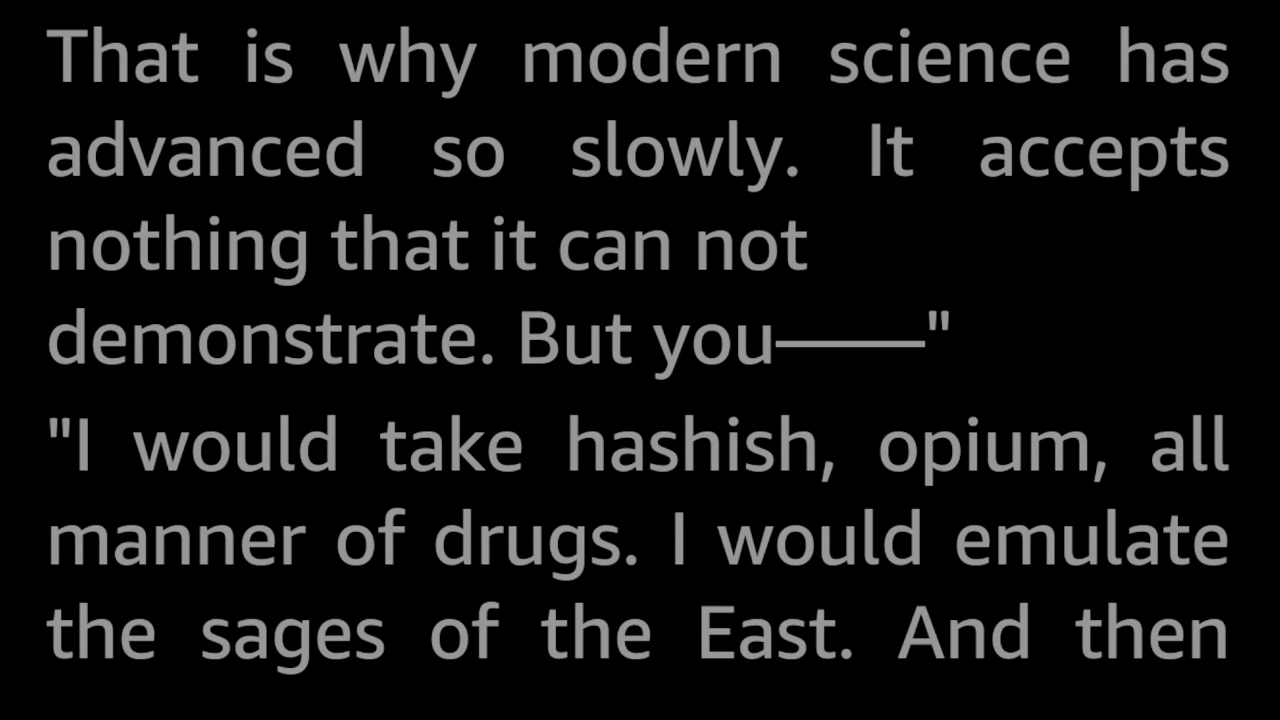 That is why modern science has
advanced so slowly. It accepts
nothing that it can not
demonstrate. But you——"
"I would take hashish, opium, all
manner of drugs. I would emulate
the sages of the East. And then